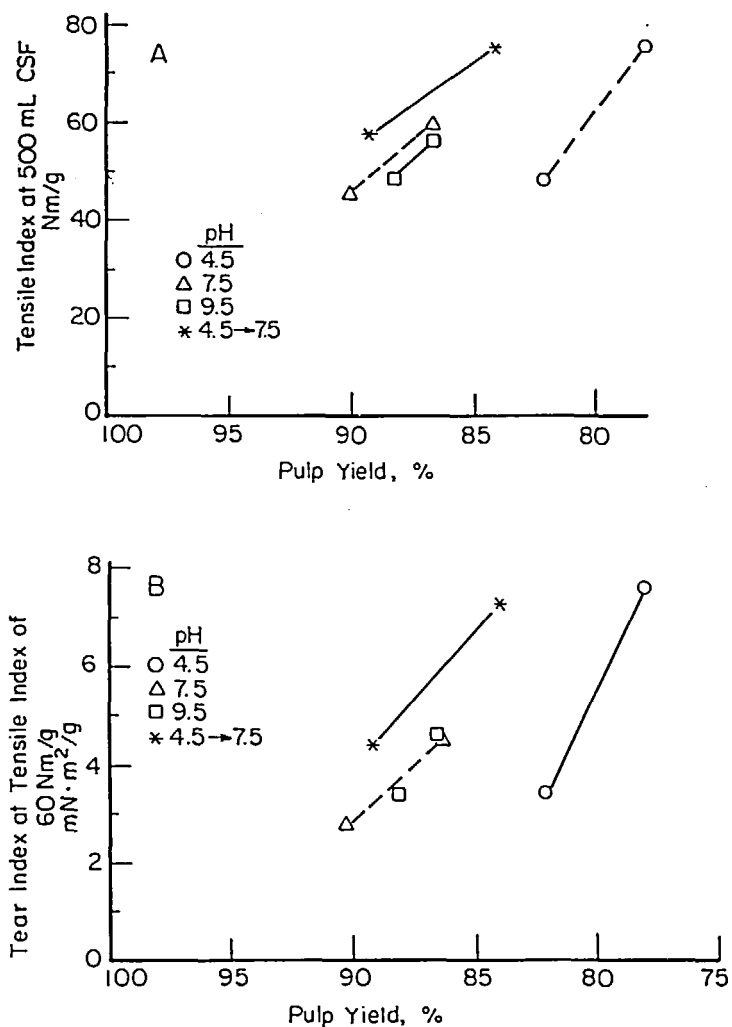 A
80
60
40
20
0
Tensile Index at 500 mL CSF
Nm/g
pH
○ 4.5
△ 7.5
□ 9.5
* 4.5→7.5
100 95 90 85 80
Pulp Yield, %
B
8
6
4
2
0
Tear Index at Tensile Index of
60 Nm/g
mN·m²/g
pH
○ 4.5
△ 7.5
□ 9.5
* 4.5→7.5
100 95 90 85 80 75
Pulp Yield, %